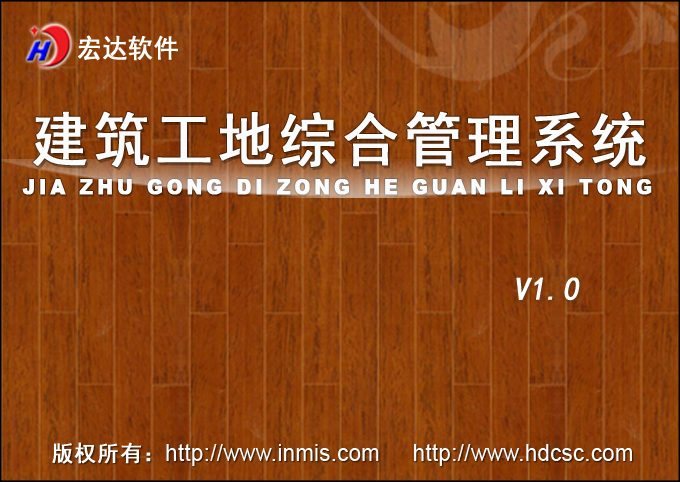 H 宏达软件
建筑工地综合管理系统
JIA ZHU GONG DI ZONG HE GUAN LI XI TONG
V1.0
版权所有：http://www.inmis.com http://www.hdcsc.com